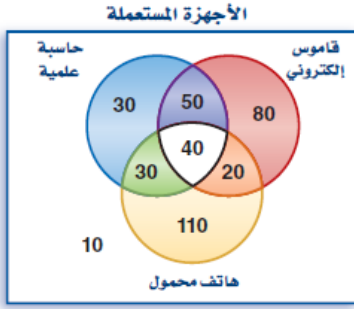 الأجهزة المستعملة
قاموس
إلكتروني
حاسبة
علمية
30
50
80
40
30
20
110
10
هاتف محمول